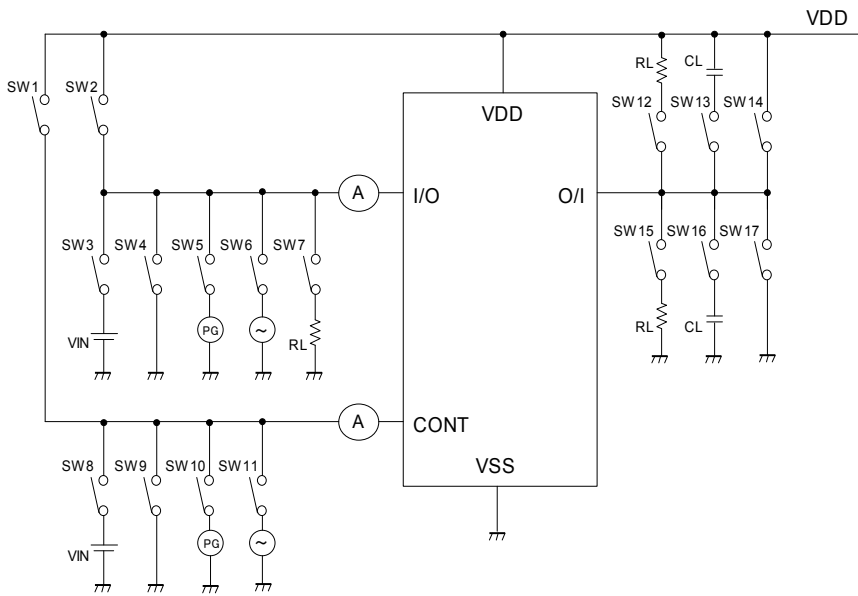 VDD
SW1 SW2
RL CL
VDD
SW12 SW13 SW14
A I/O O/I
SW3 SW4 SW5 SW6 SW7
SW15 SW16 SW17
PG ~
VIN RL
RL CL
A CONT
VSS
SW8 SW9 SW10 SW11
PG ~
VIN